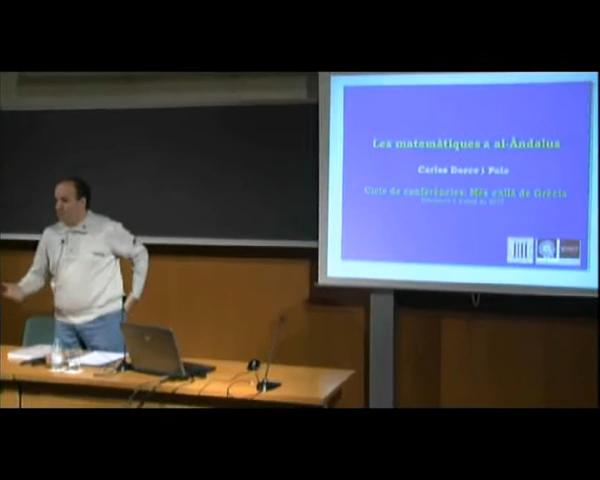 Les matemàtiques a al-Àndalus
Carles Dorce i Polo
Cicle de conferències: Més enllà de Grècia